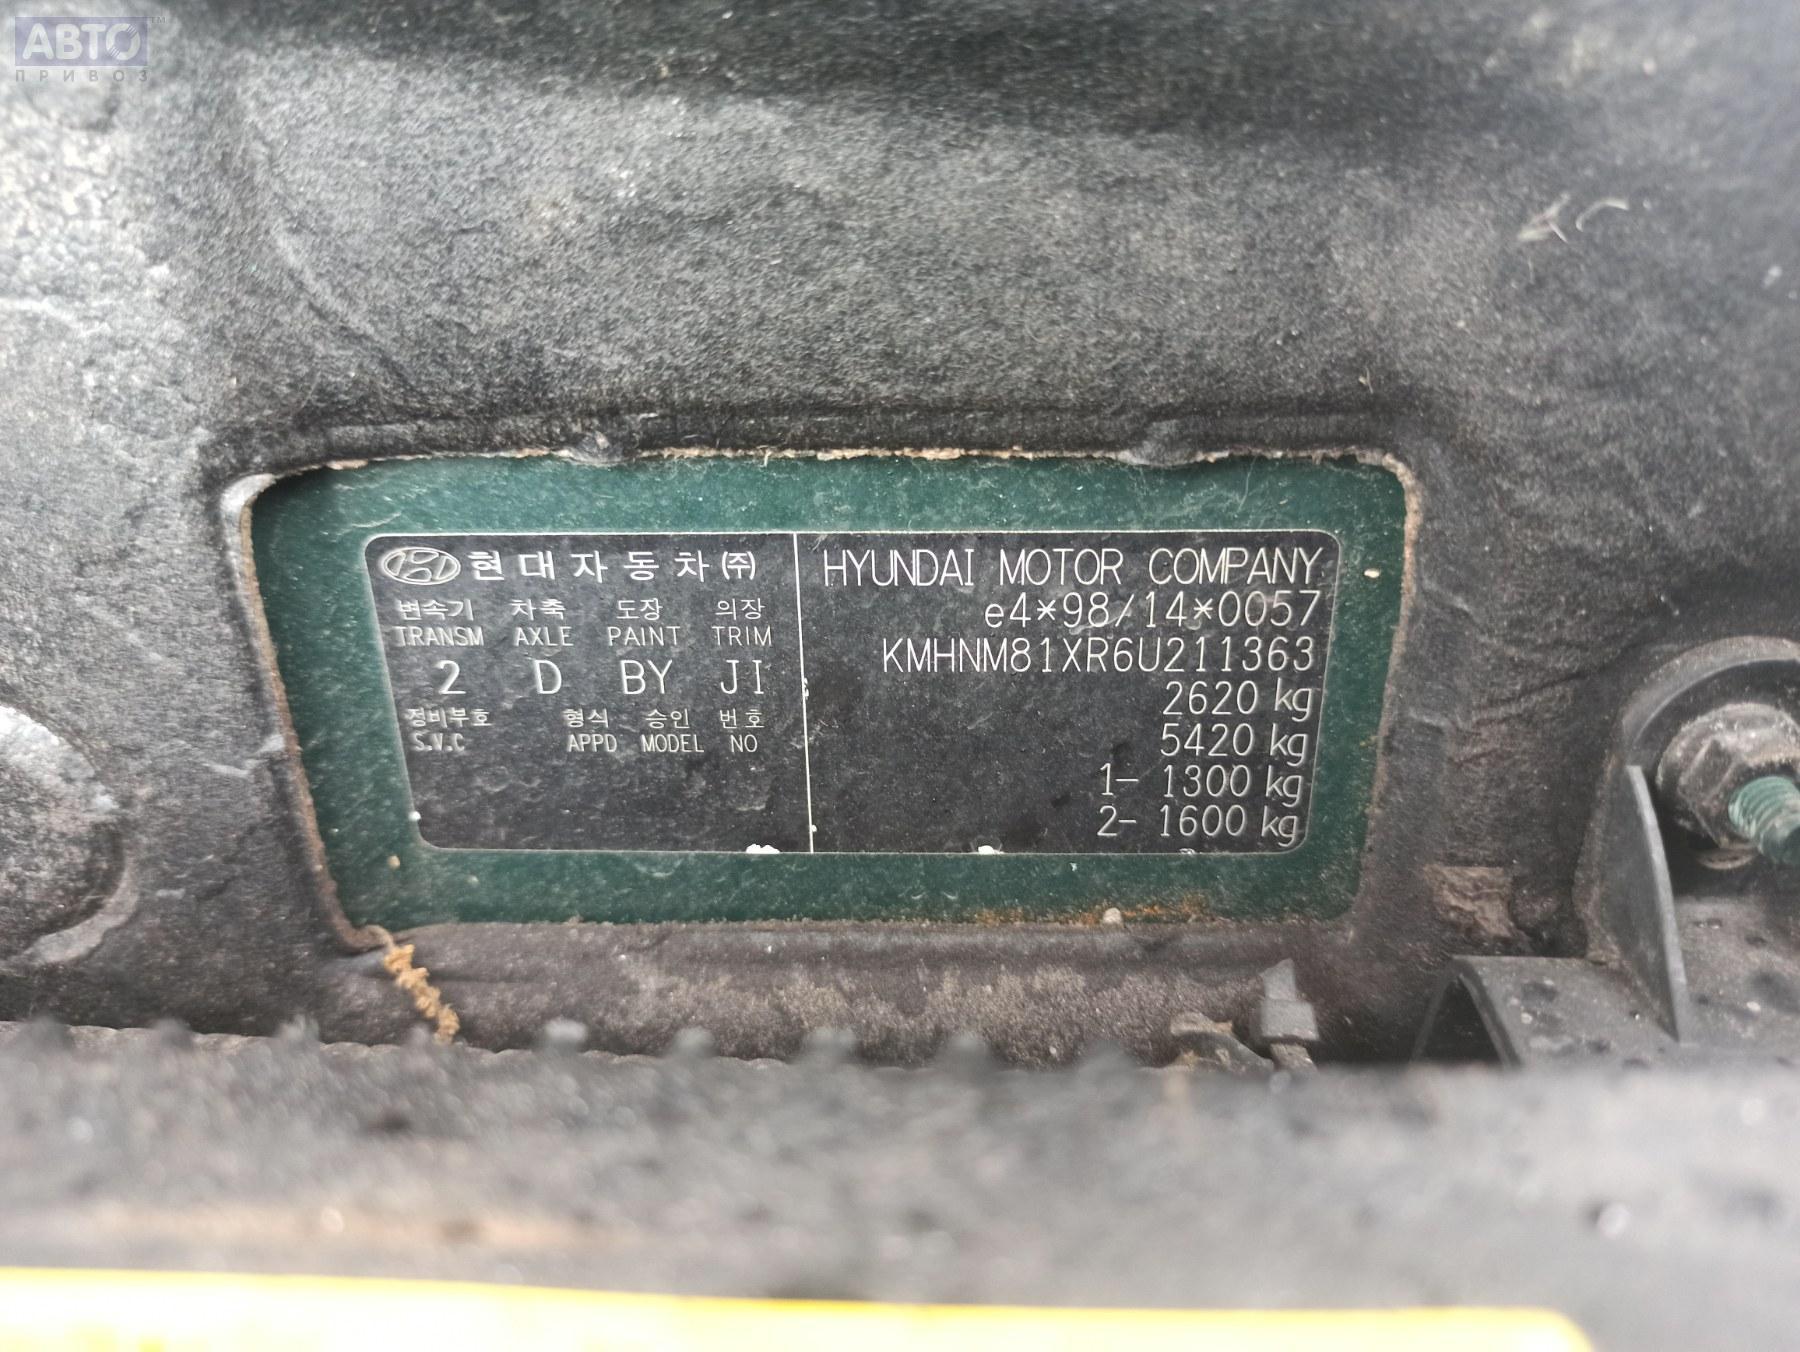 АВТО™
ПРИВОЗ
현대자동차(주)
변속기 차축 도장 의장
TRANSM AXLE PAINT TRIM
2 D BY JI
정비부호 형식 승인 번호
S.V.C APPD MODEL NO
HYUNDAI MOTOR COMPANY
e4*98/14*0057
KMHNM81XR6U211363
2620 kg
5420 kg
1- 1300 kg
2- 1600 kg